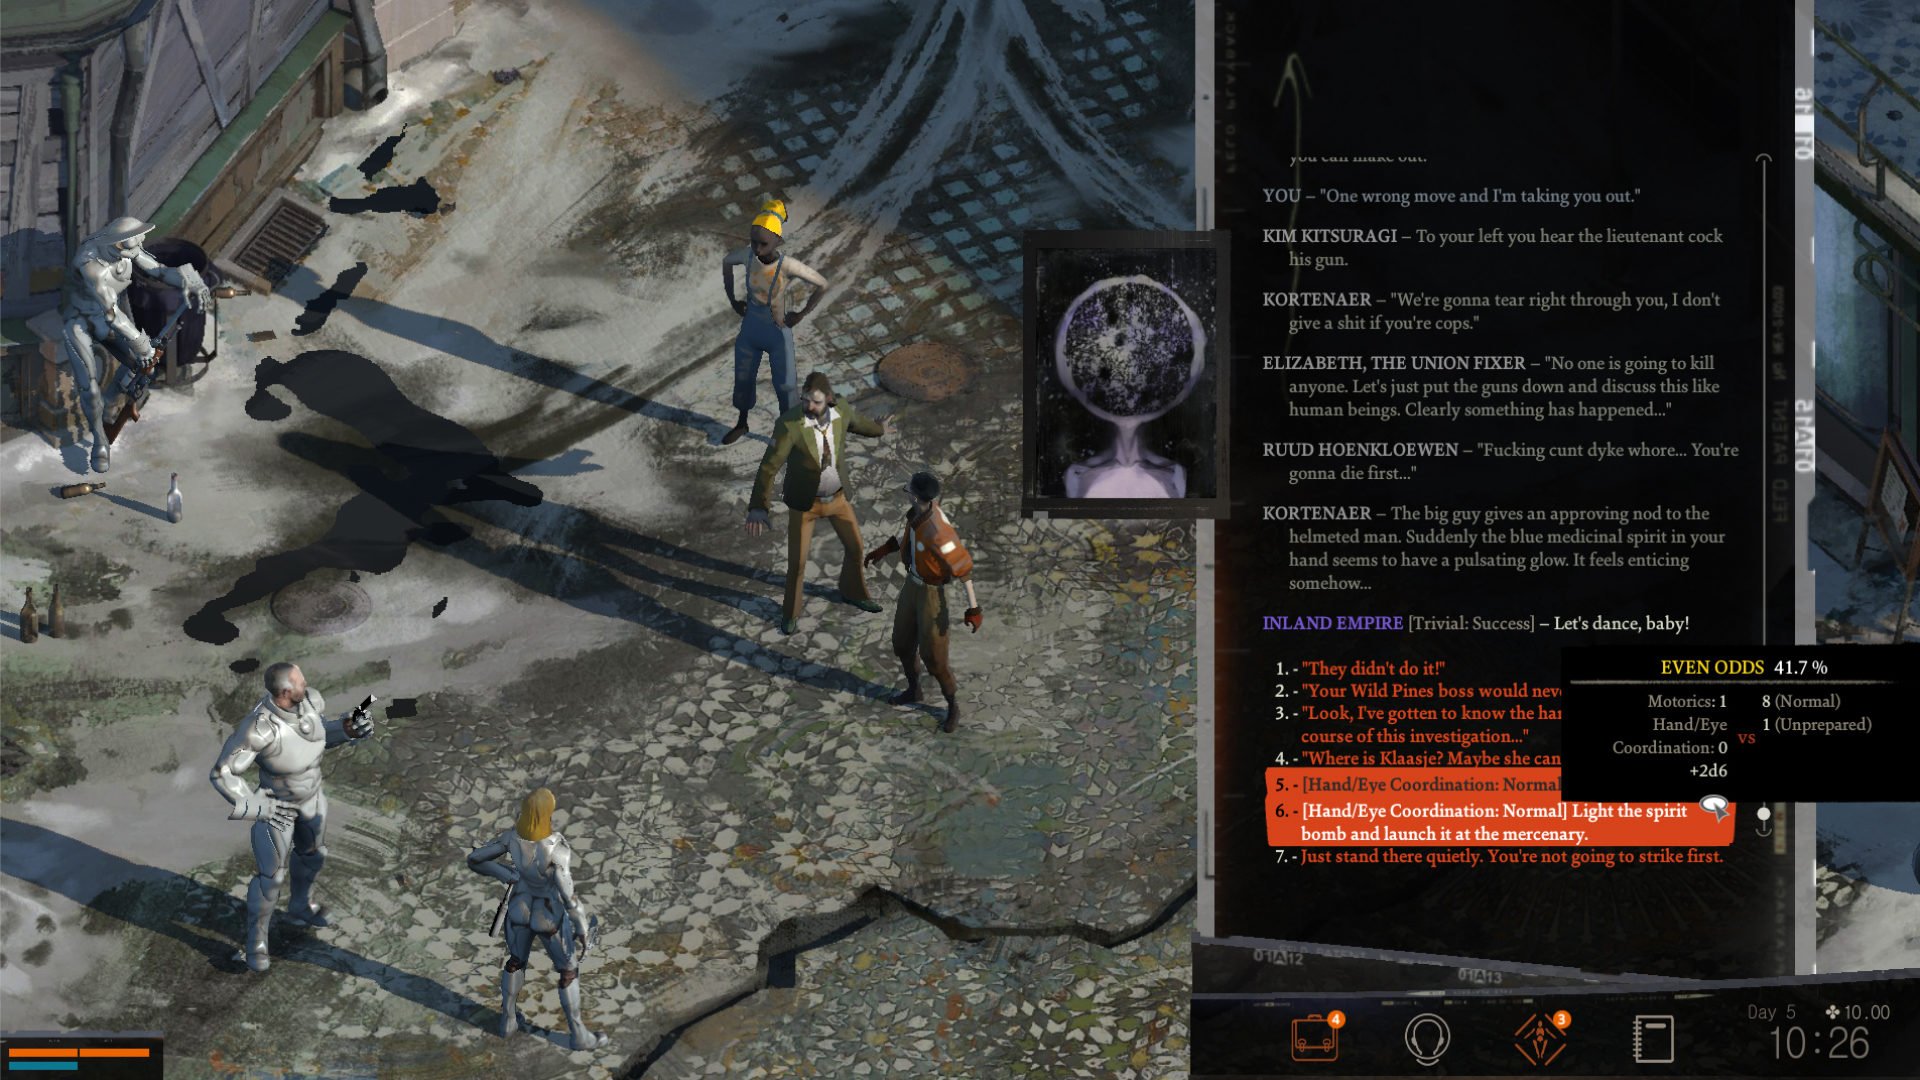 you can make out.
YOU – "One wrong move and I'm taking you out."
KIM KITSURAGI – To your left you hear the lieutenant cock
his gun.
KORTENAER – "We're gonna tear right through you, I don't
give a shit if you're cops."
ELIZABETH, THE UNION FIXER – "No one is going to kill
anyone. Let's just put the guns down and discuss this like
human beings. Clearly something has happened..."
RUUD HOENKLOEWEN – "Fucking cunt dyke whore... You're
gonna die first..."
KORTENAER – The big guy gives an approving nod to the
helmeted man. Suddenly the blue medicinal spirit in your
hand seems to have a pulsating glow. It feels enticing
somehow...
INLAND EMPIRE [Trivial: Success] – Let's dance, baby!
1. - "They didn't do it!"
2. - "Your Wild Pines boss would
3. - "Look, I've gotten to know the
course of this investigation..."
4. - "Where is Klaasje? Maybe she can
5. - [Hand/Eye Coordination: Normal]
6. - [Hand/Eye Coordination: Normal] Light the spirit
bomb and launch it at the mercenary.
7. - Just stand there quietly. You're not going to strike first.
EVEN ODDS 41.7 %
Motorics: 1 8 (Normal)
Hand/Eye 1 (Unprepared)
vs
Coordination: 0
+2d6
01A12
01A13
4
3
Day 5 10.00
10:26